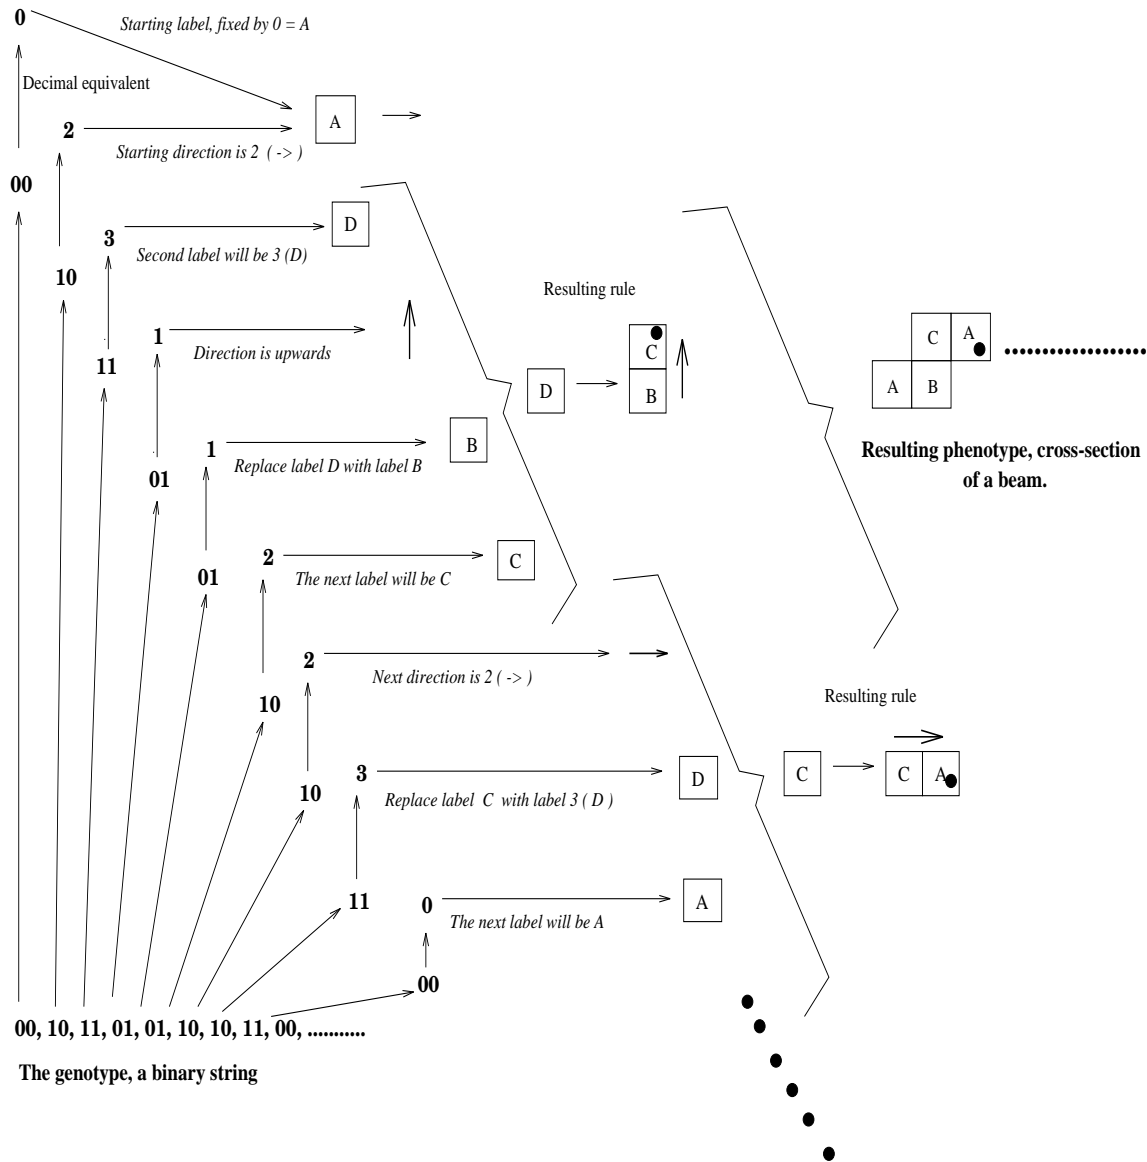 0
Starting label, fixed by 0 = A
Decimal equivalent
A
2
Starting direction is 2 ( -> )
00
D
3
Second label will be 3 (D)
10
Resulting rule
1
Direction is upwards
11
C
D
B
C A
A B
1
B
Replace label D with label B
01
Resulting phenotype, cross-section
of a beam.
2
C
The next label will be C
01
2
Next direction is 2 ( -> )
10
Resulting rule
3
D
C
C A
10
Replace label C with label 3 ( D )
11
0
A
The next label will be A
00
00, 10, 11, 01, 01, 10, 10, 11, 00, ...........
The genotype, a binary string